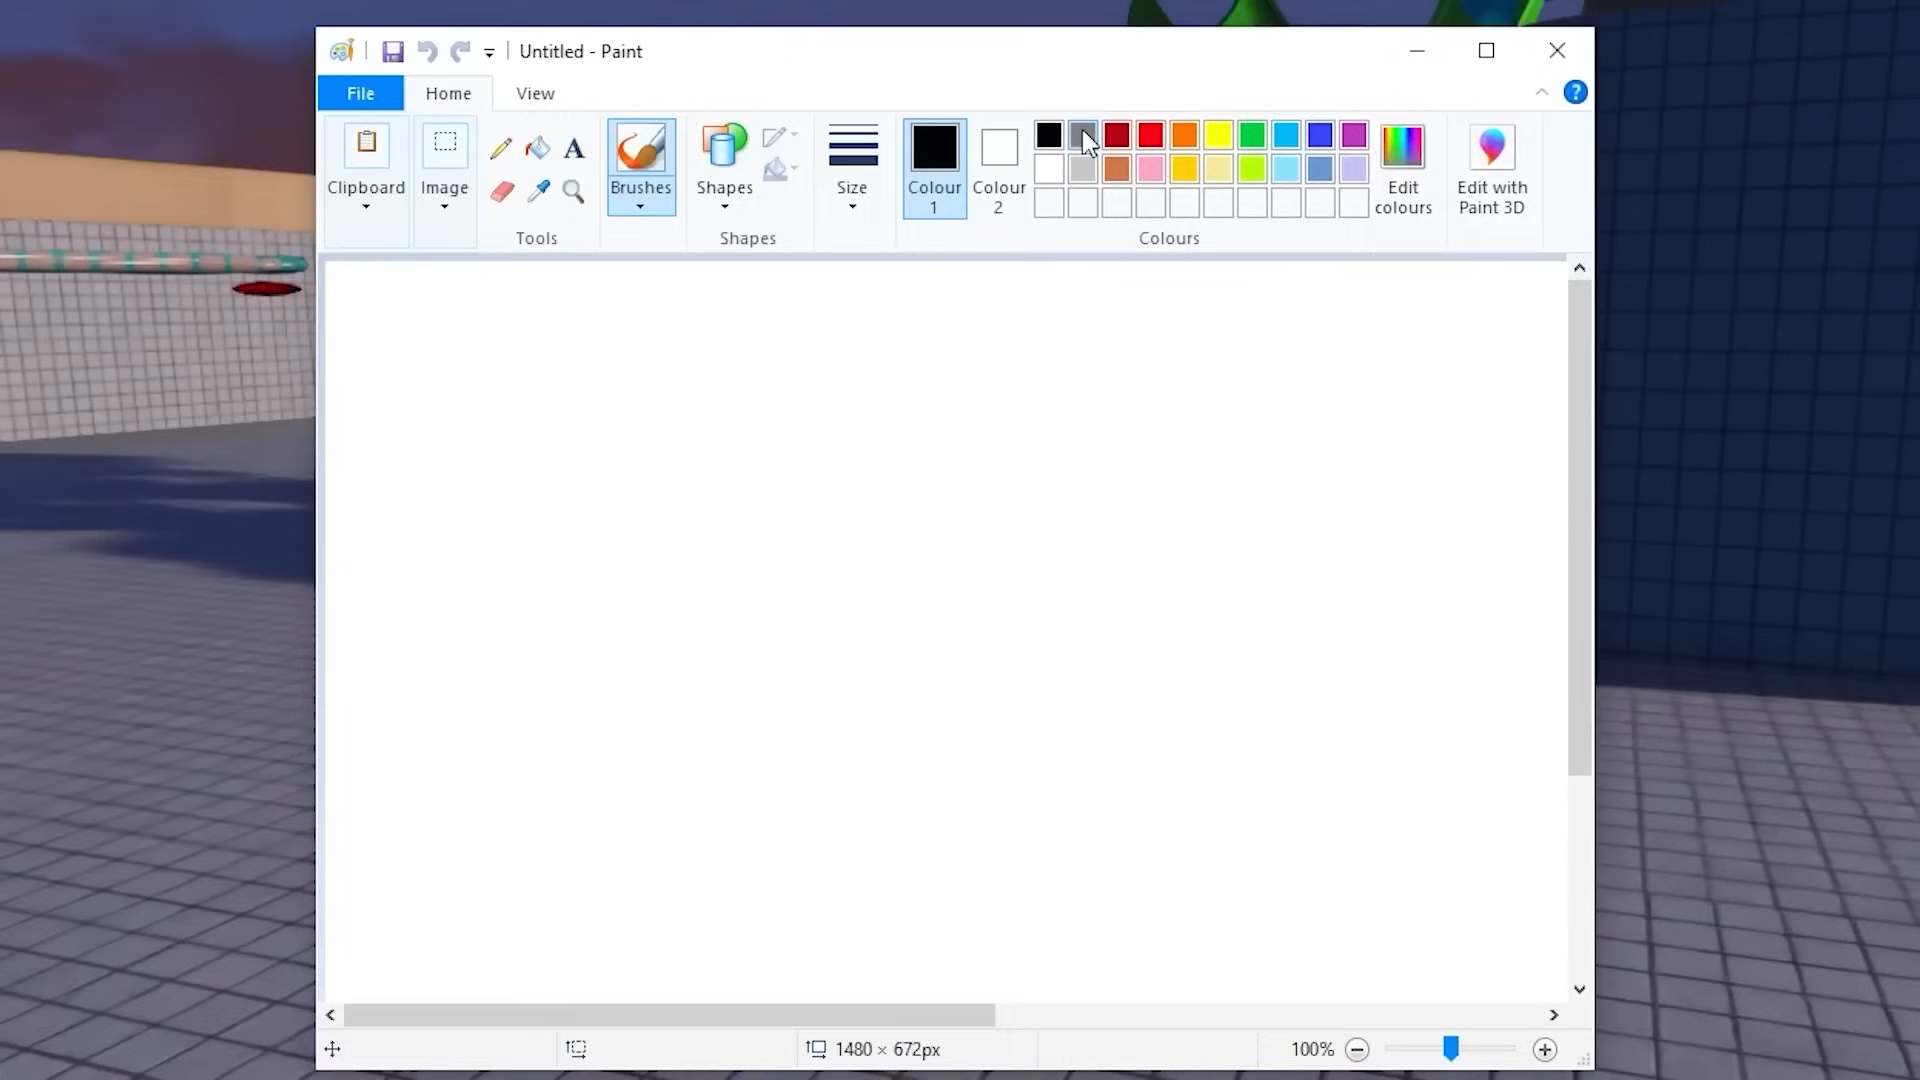 Untitled - Paint
File Home View
?
Clipboard Image Brushes Shapes Size Colour 1 Colour 2 Edit colours Edit with Paint 3D
A
Tools Shapes Colours
1480 × 672px 100%